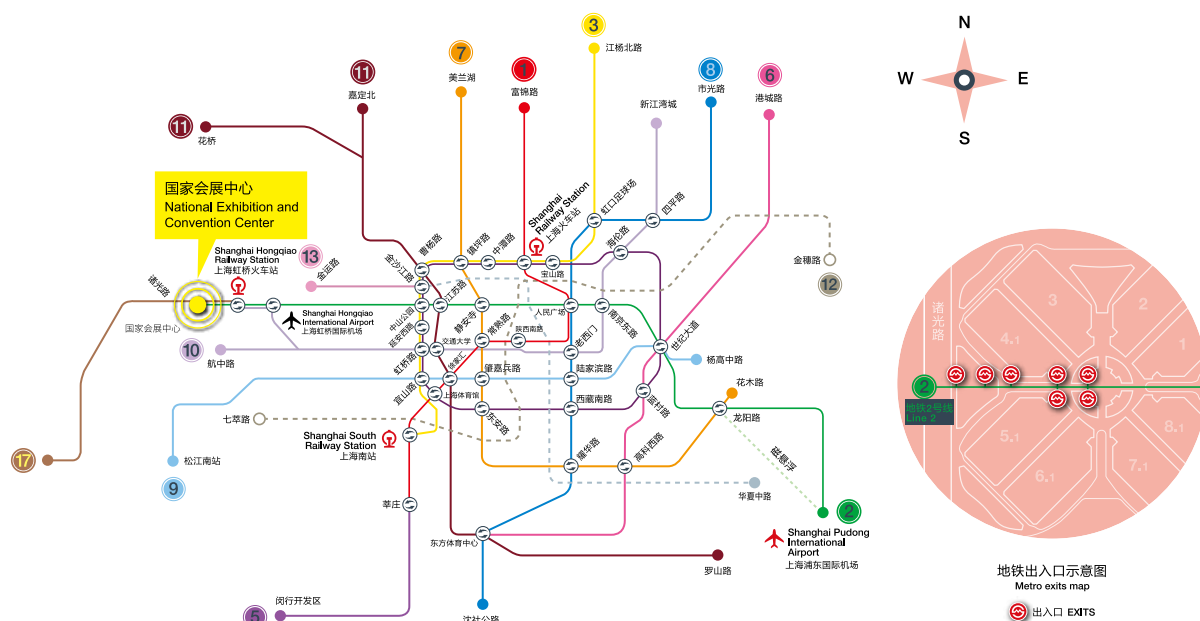 3
江杨北路
7
美兰湖
1
富锦路
8
市光路
6
港城路
N
W
E
S
11
嘉定北
11
花桥
新江湾城
国家会展中心
National Exhibition and
Convention Center
Shanghai
Railway Station
上海火车站
虹口足球场
四平路
曹杨路
镇坪路
中潭路
宝山路
海伦路
Shanghai Hongqiao
Railway Station
上海虹桥火车站
13
金运路
金沙江路
金穗路
12
诸光路
国家会展中心
Shanghai Hongqiao
International Airport
上海虹桥国际机场
中山公园
江苏路
静安寺
常熟路
陕西南路
人民广场
南京东路
世纪大道
延安西路
交通大学
老西门
10
航中路
虹桥路
徐家汇
肇嘉浜路
陆家浜路
杨高中路
宜山路
上海体育馆
东安路
西藏南路
蓝村路
花木路
龙阳路
七莘路
Shanghai South
Railway Station
上海南站
17
松江南站
9
耀华路
高科西路
磁悬浮
华夏中路
莘庄
2
Shanghai Pudong
International
Airport
上海浦东国际机场
东方体育中心
罗山路
闵行开发区
5
沈杜公路
诸光路
3
2
4.1
1
2
地铁2号线
Line 2
5.1
6.1
7.1
8.1
地铁出入口示意图
Metro exits map
出入口 EXITS